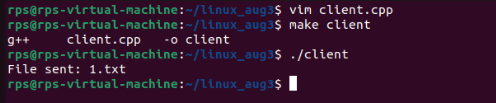 rps@rps-virtual-machine:~/linux_aug3$ vim client.cpp
rps@rps-virtual-machine:~/linux_aug3$ make client
g++     client.cpp   -o client
rps@rps-virtual-machine:~/linux_aug3$ ./client
File sent: 1.txt
rps@rps-virtual-machine:~/linux_aug3$